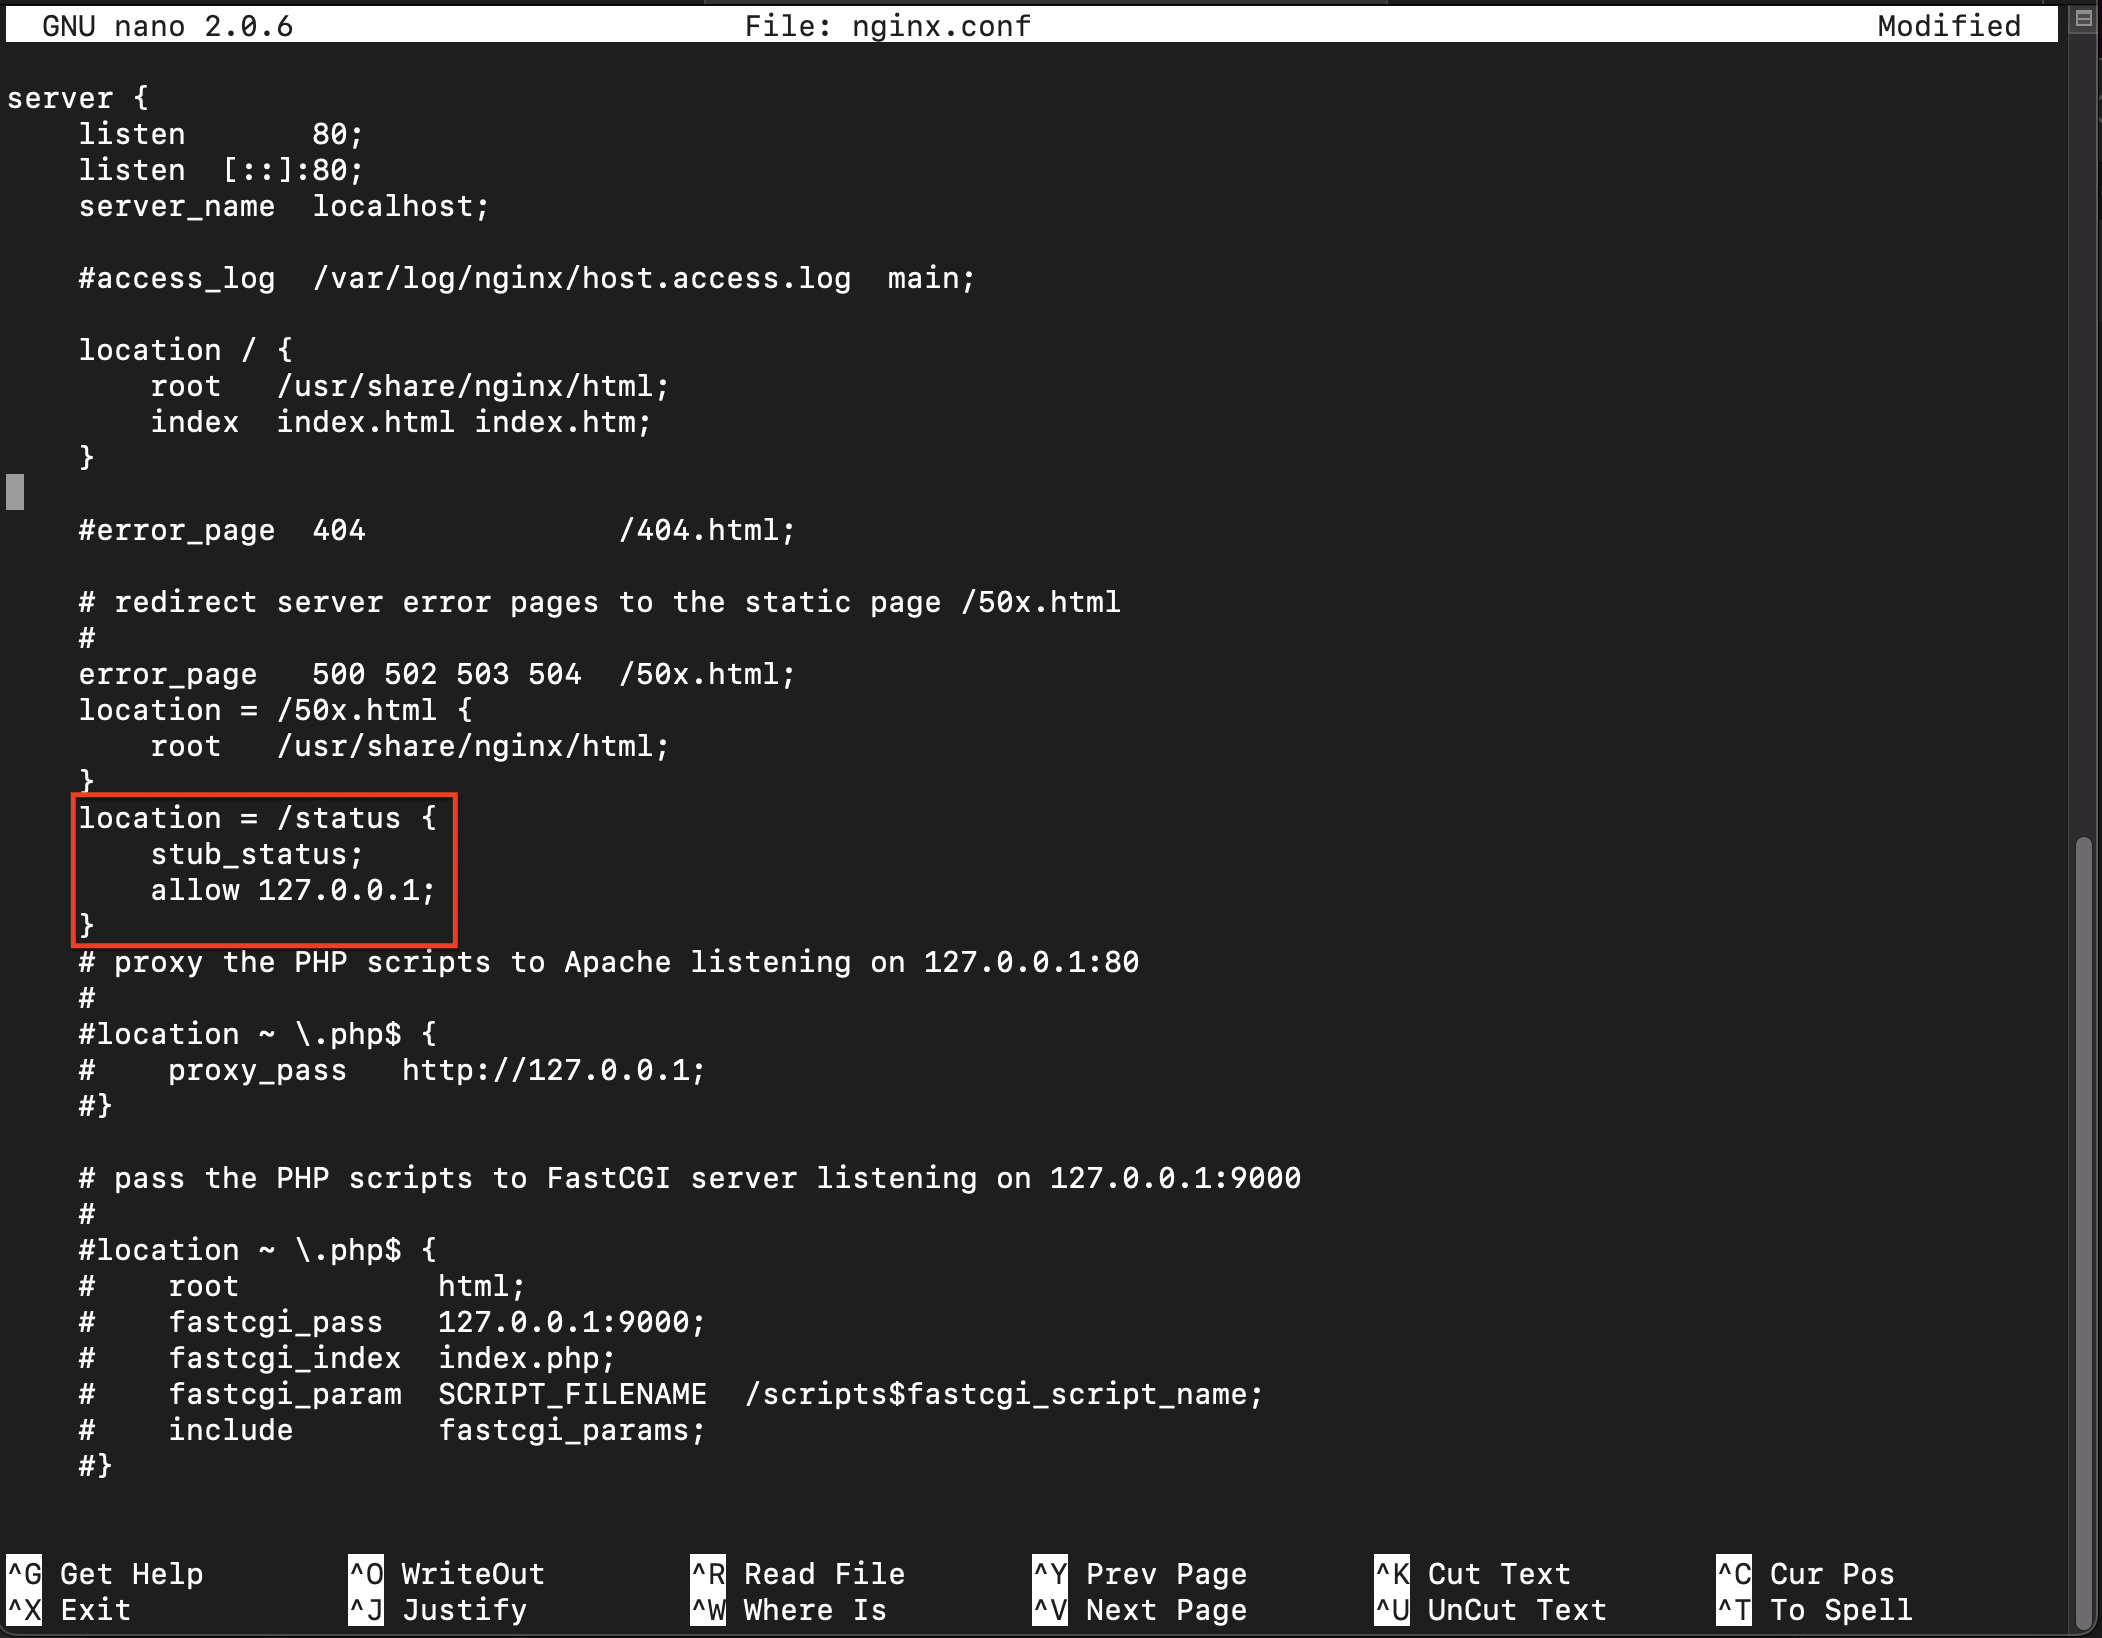 GNU nano 2.0.6 File: nginx.conf Modified
server {
listen 80;
listen [::]:80;
server_name localhost;
#access_log /var/log/nginx/host.access.log main;
location / {
root /usr/share/nginx/html;
index index.html index.htm;
}
#error_page 404 /404.html;
# redirect server error pages to the static page /50x.html
#
error_page 500 502 503 504 /50x.html;
location = /50x.html {
root /usr/share/nginx/html;
}
location = /status {
stub_status;
allow 127.0.0.1;
}
# proxy the PHP scripts to Apache listening on 127.0.0.1:80
#
#location ~ \.php$ {
# proxy_pass http://127.0.0.1;
#}
# pass the PHP scripts to FastCGI server listening on 127.0.0.1:9000
#
#location ~ \.php$ {
# root html;
# fastcgi_pass 127.0.0.1:9000;
# fastcgi_index index.php;
# fastcgi_param SCRIPT_FILENAME /scripts$fastcgi_script_name;
# include fastcgi_params;
#}
^G Get Help ^O WriteOut ^R Read File ^Y Prev Page ^K Cut Text ^C Cur Pos
^X Exit ^J Justify ^W Where Is ^V Next Page ^U UnCut Text ^T To Spell